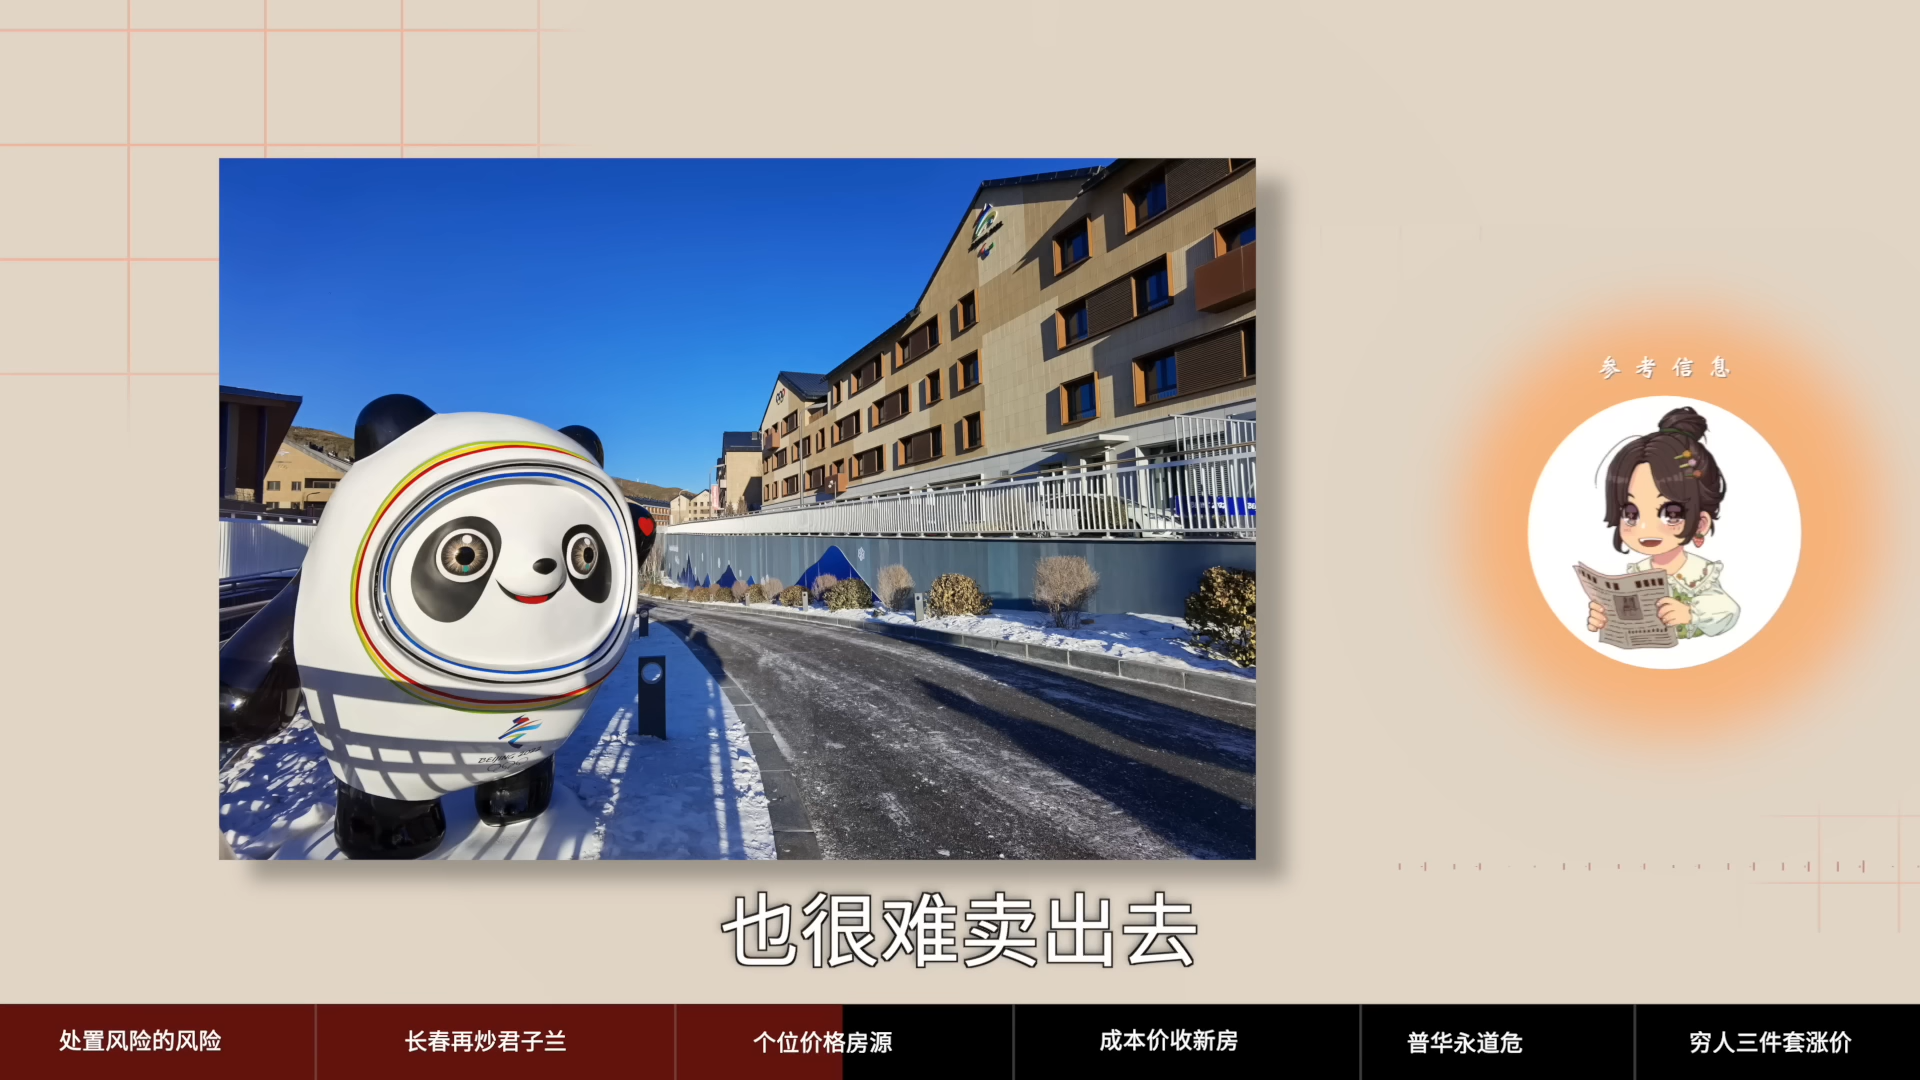 参考信息
BEIJING 2022
也很难卖出去
处置风险的风险
长春再炒君子兰
个位价格房源
成本价收新房
普华永道危
穷人三件套涨价